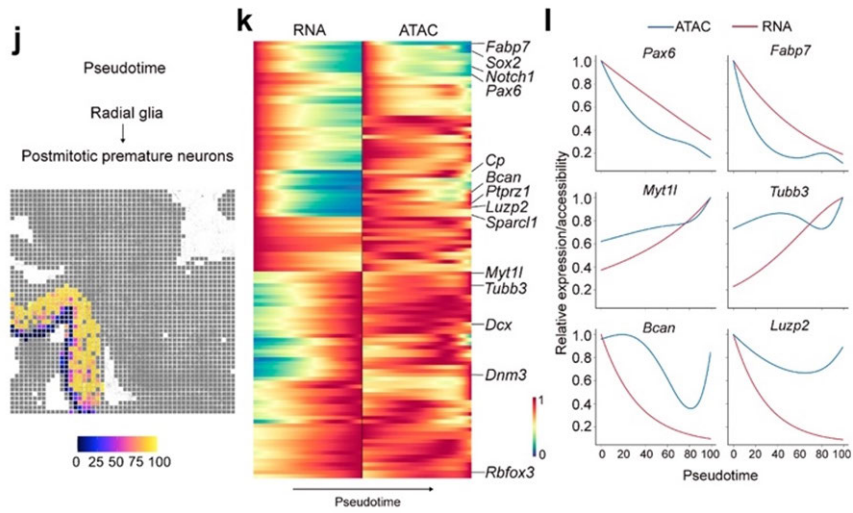 j
Pseudotime
Radial glia
Postmitotic premature neurons
0 25 50 75 100
k
RNA ATAC
Fabp7
Sox2
Notch1
Pax6
Cp
Bcan
Ptprz1
Luzp2
Sparcl1
Myt1l
Tubb3
Dcx
Dnm3
Rbfox3
1
0
Pseudotime
l
ATAC RNA
Relative expression/accessibility
Pax6 Fabp7
1.0
0.8
0.6
0.4
0.2
Myt1l Tubb3
1.0
0.8
0.6
0.4
0.2
Bcan Luzp2
1.0
0.8
0.6
0.4
0.2
0 20 40 60 80 100 0 20 40 60 80 100
Pseudotime